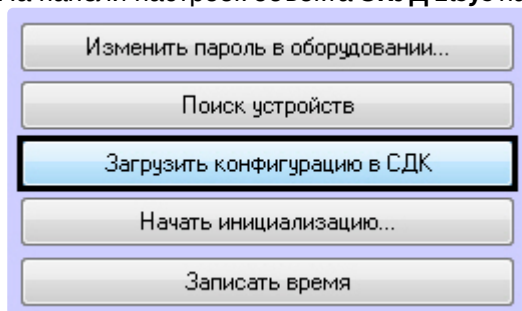 Изменить пароль в оборудовании...
Поиск устройств
Загрузить конфигурацию в СДК
Начать инициализацию...
Записать время